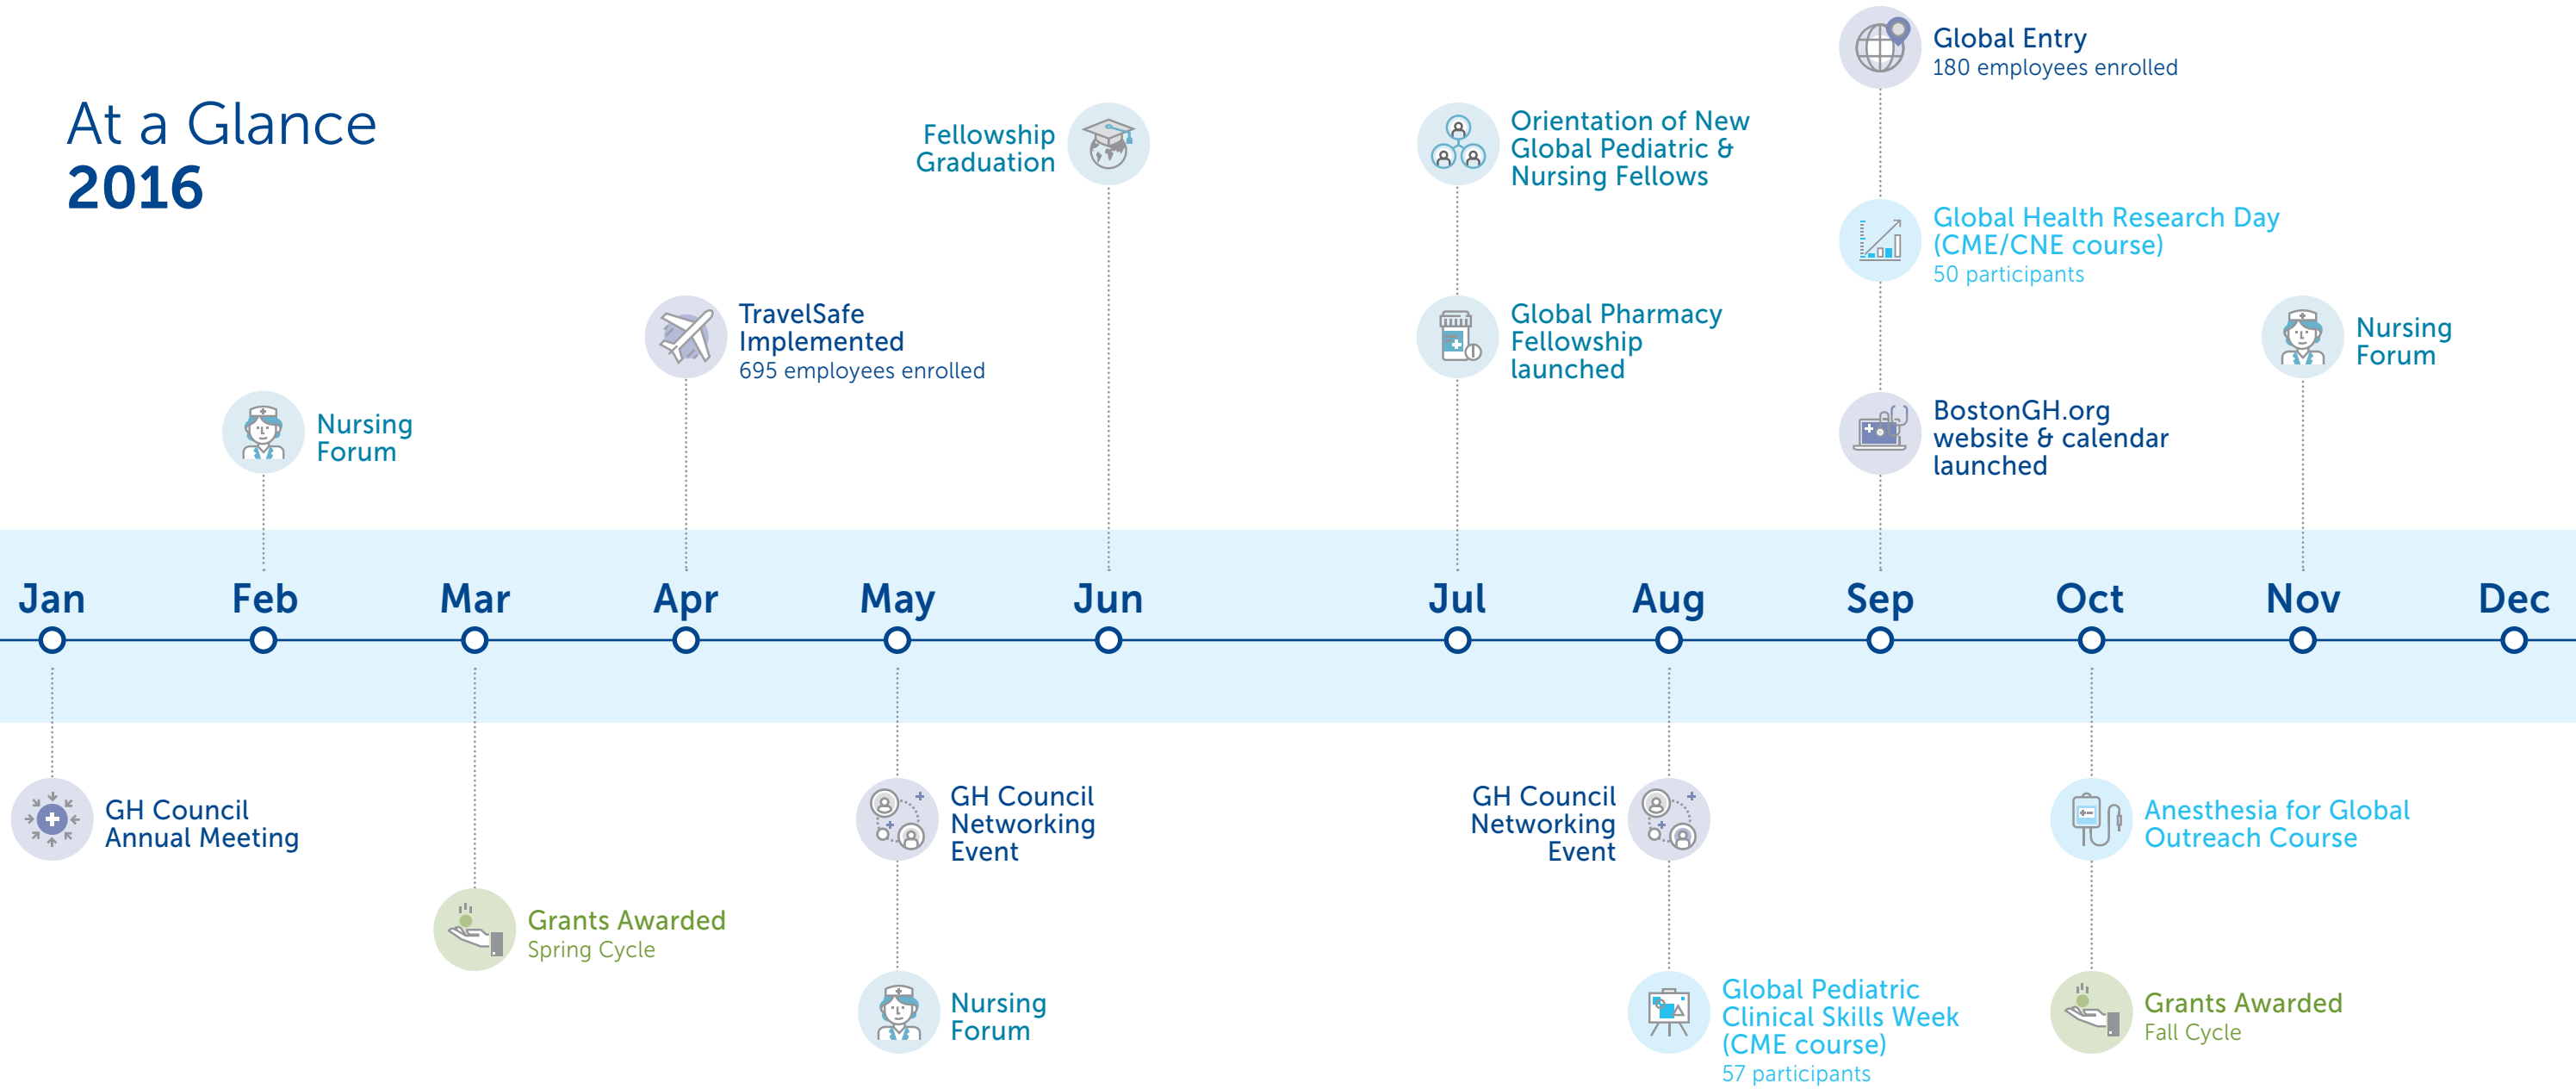 At a Glance
2016
Nursing
Forum
TravelSafe
Implemented
695 employees enrolled
Fellowship
Graduation
Orientation of New
Global Pediatric &
Nursing Fellows
Global Pharmacy
Fellowship
launched
Global Entry
180 employees enrolled
Global Health Research Day
(CME/CNE course)
50 participants
BostonGH.org
website & calendar
launched
Nursing
Forum
Jan Feb Mar Apr May Jun Jul Aug Sep Oct Nov Dec
GH Council
Annual Meeting
Grants Awarded
Spring Cycle
GH Council
Networking
Event
Nursing
Forum
GH Council
Networking
Event
Global Pediatric
Clinical Skills Week
(CME course)
57 participants
Anesthesia for Global
Outreach Course
Grants Awarded
Fall Cycle